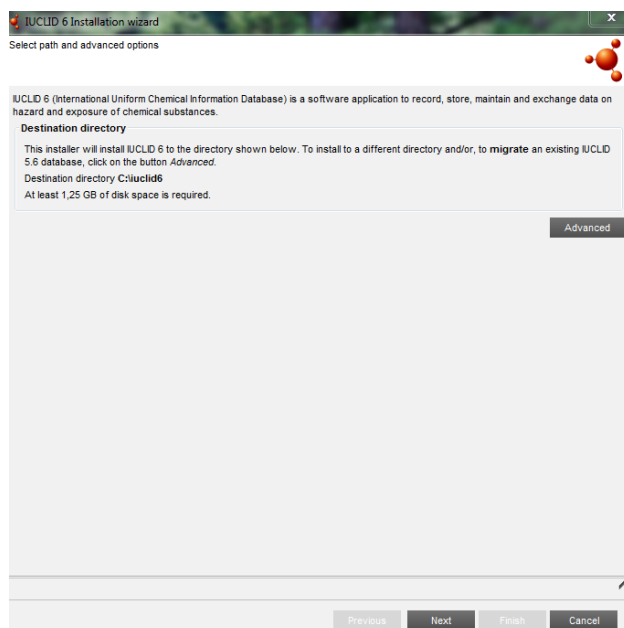 IUCLID 6 Installation wizard
x
Select path and advanced options
IUCLID 6 (International Uniform Chemical Information Database) is a software application to record, store, maintain and exchange data on
hazard and exposure of chemical substances.
Destination directory
This installer will install IUCLID 6 to the directory shown below. To install to a different directory and/or, to migrate an existing IUCLID
5.6 database, click on the button Advanced.
Destination directory C:\iuclid6
At least 1,25 GB of disk space is required.
Advanced
Previous Next Finish Cancel